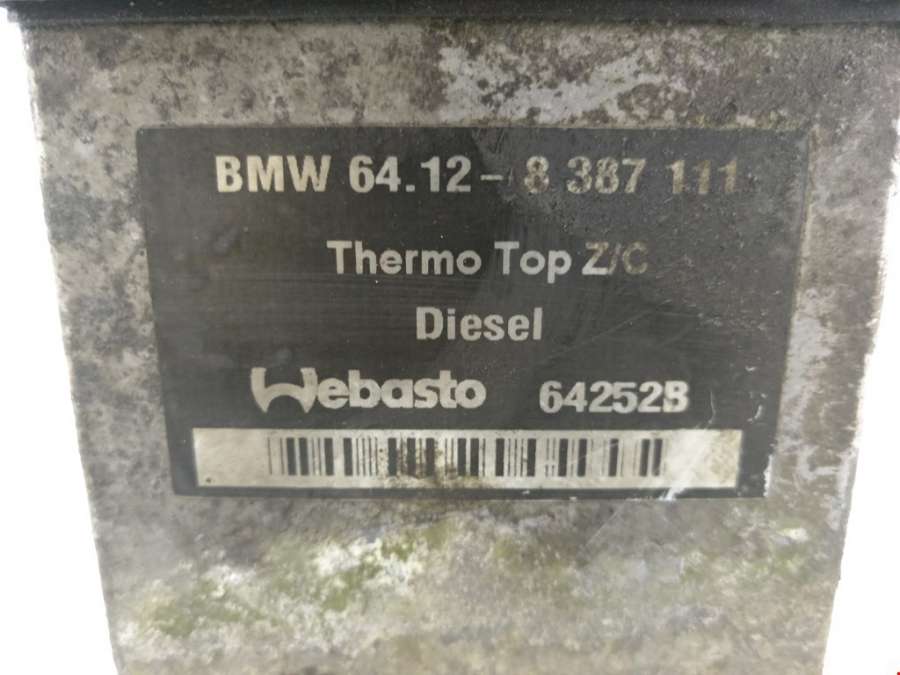 BMW 64.12-8 387 111
Thermo Top Z/C
Diesel
Webasto 64252B